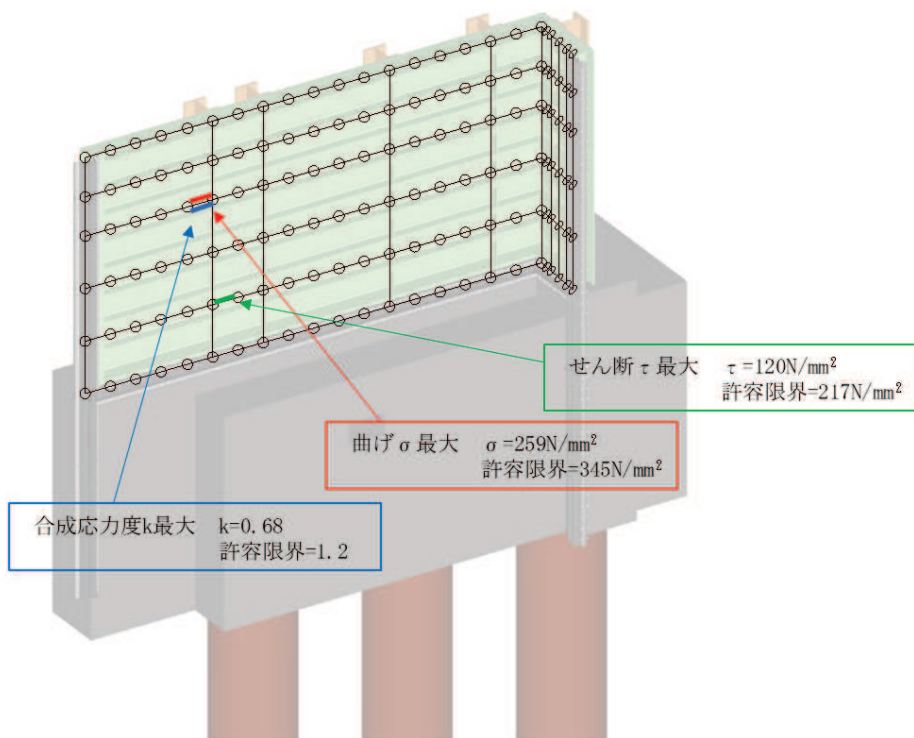 せん断τ最大　τ=120N/mm²
許容限界=217N/mm²
曲げσ最大　σ=259N/mm²
許容限界=345N/mm²
合成応力度k最大　k=0.68
許容限界=1.2